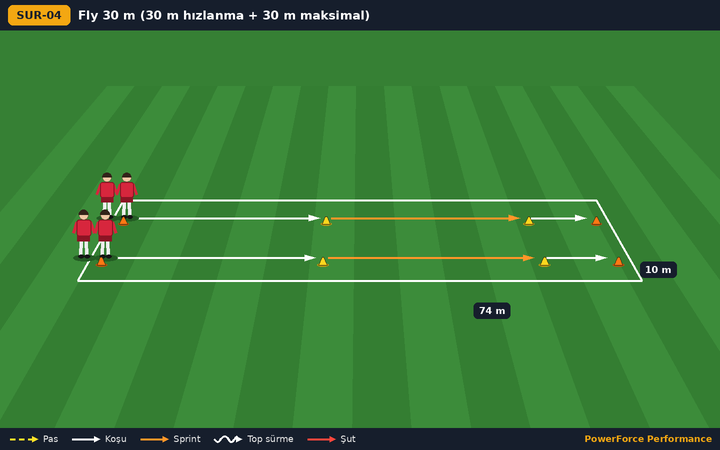 SUR-04 Fly 30 m (30 m hızlanma + 30 m maksimal)
10 m
74 m
Pas Koşu Sprint Top sürme Şut PowerForce Performance